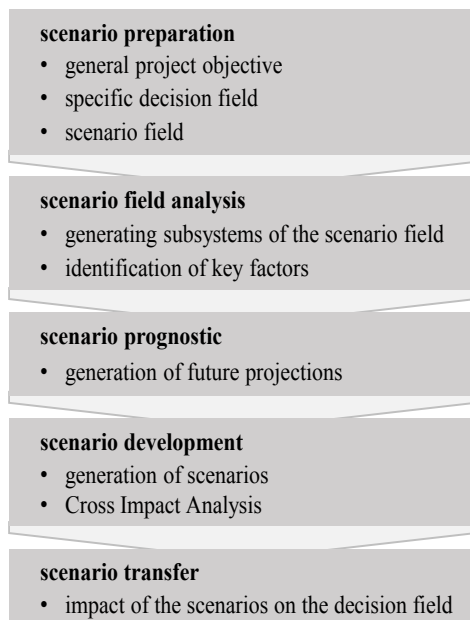 scenario preparation
• general project objective
• specific decision field
• scenario field
scenario field analysis
• generating subsystems of the scenario field
• identification of key factors
scenario prognostic
• generation of future projections
scenario development
• generation of scenarios
• Cross Impact Analysis
scenario transfer
• impact of the scenarios on the decision field